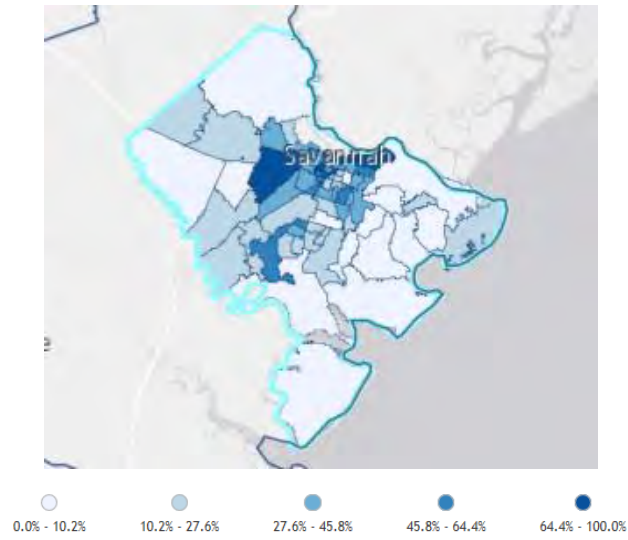 Savannah
e
0.0% - 10.2%
10.2% - 27.6%
27.6% - 45.8%
45.8% - 64.4%
64.4% - 100.0%